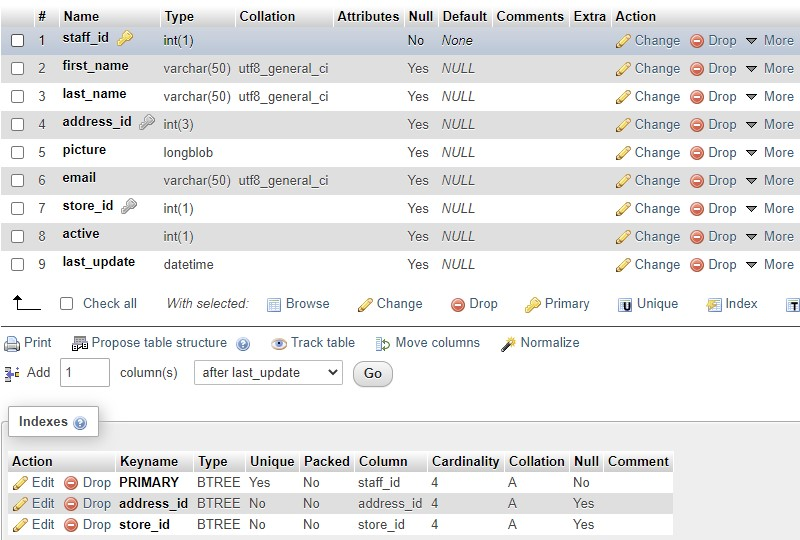 # Name Type Collation Attributes Null Default Comments Extra Action
1 staff_id int(1) No None Change Drop More
2 first_name varchar(50) utf8_general_ci Yes NULL Change Drop More
3 last_name varchar(50) utf8_general_ci Yes NULL Change Drop More
4 address_id int(3) Yes NULL Change Drop More
5 picture longblob Yes NULL Change Drop More
6 email varchar(50) utf8_general_ci Yes NULL Change Drop More
7 store_id int(1) Yes NULL Change Drop More
8 active int(1) Yes NULL Change Drop More
9 last_update datetime Yes NULL Change Drop More
Check all With selected: Browse Change Drop Primary U Unique Index T
Print Propose table structure ? Track table Move columns Normalize
Add 1 column(s) after last_update Go
Indexes ?
Action Keyname Type Unique Packed Column Cardinality Collation Null Comment
Edit Drop PRIMARY BTREE Yes No staff_id 4 A No
Edit Drop address_id BTREE No No address_id 4 A Yes
Edit Drop store_id BTREE No No store_id 4 A Yes